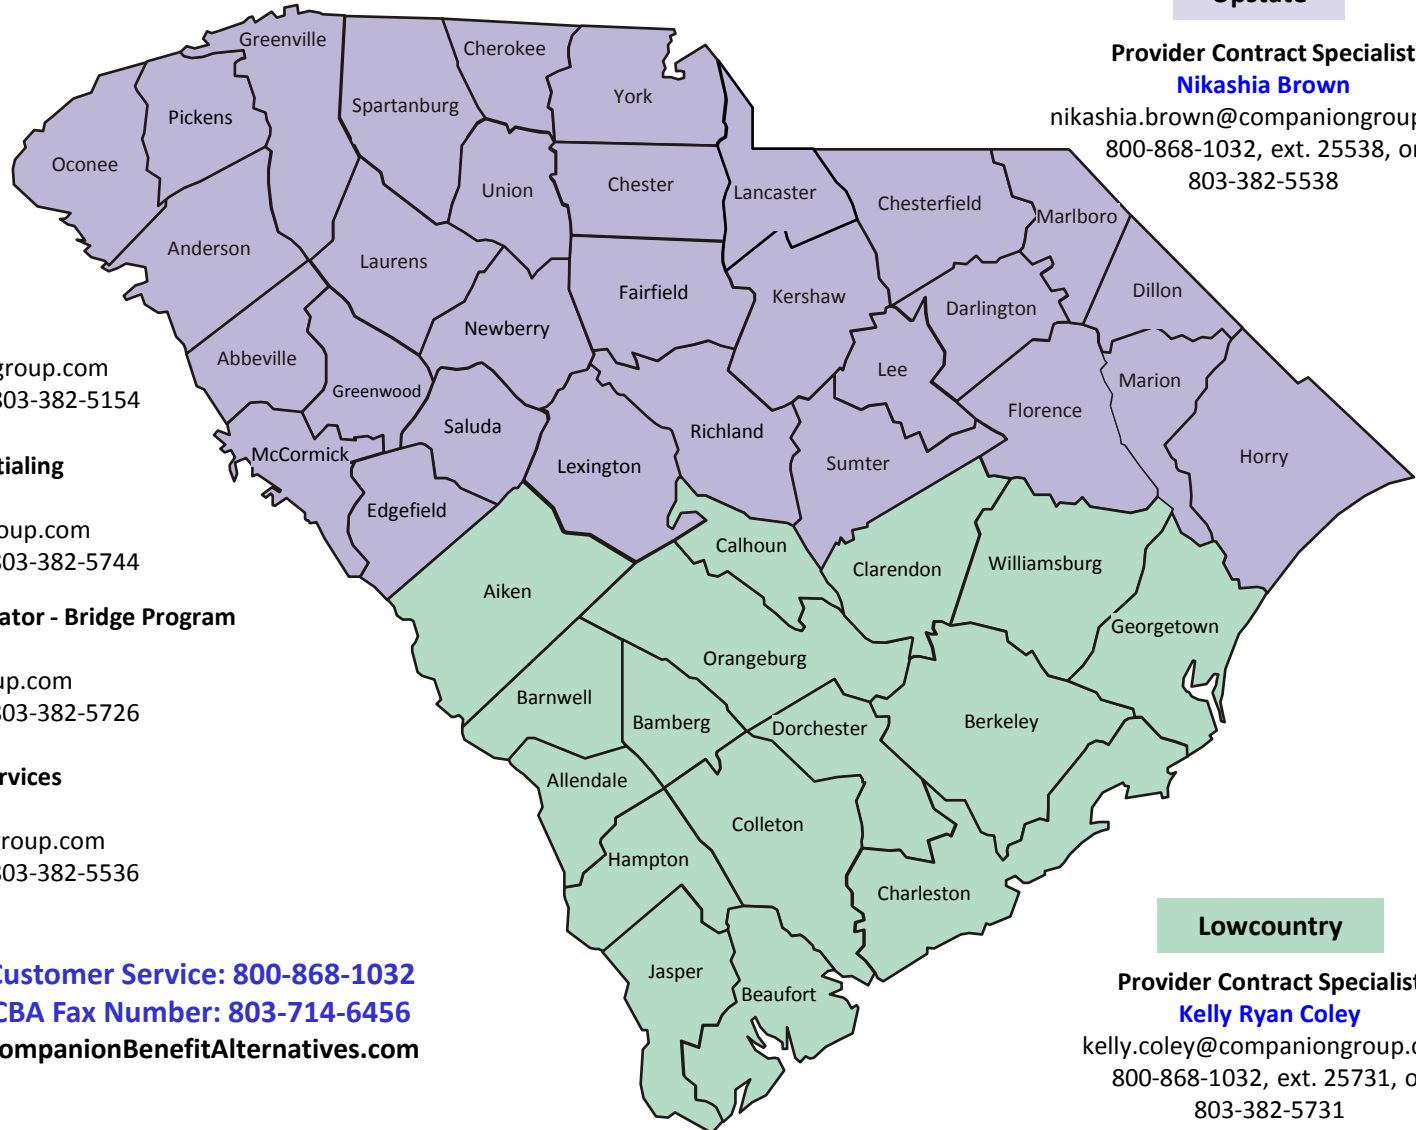 Upstate
Provider Contract Specialist
Nikashia Brown
nikashia.brown@companiongroup
800-868-1032, ext. 25538, or
803-382-5538
Greenville
Cherokee
York
Spartanburg
Pickens
Oconee
Union
Chester
Lancaster
Chesterfield
Marlboro
Anderson
Laurens
Fairfield
Kershaw
Darlington
Dillon
Newberry
Abbeville
Greenwood
Lee
Marion
Florence
Saluda
Richland
McCormick
Lexington
Sumter
Horry
Edgefield
Calhoun
Clarendon
Williamsburg
Aiken
Georgetown
Orangeburg
Barnwell
Bamberg
Dorchester
Berkeley
Allendale
Colleton
Hampton
Charleston
Jasper
Beaufort
group.com
803-382-5154
tialing
oup.com
803-382-5744
ator - Bridge Program
up.com
803-382-5726
rvices
roup.com
803-382-5536
Customer Service: 800-868-1032
CBA Fax Number: 803-714-6456
ompanionBenefitAlternatives.com
Lowcountry
Provider Contract Specialist
Kelly Ryan Coley
kelly.coley@companiongroup.c
800-868-1032, ext. 25731, o
803-382-5731